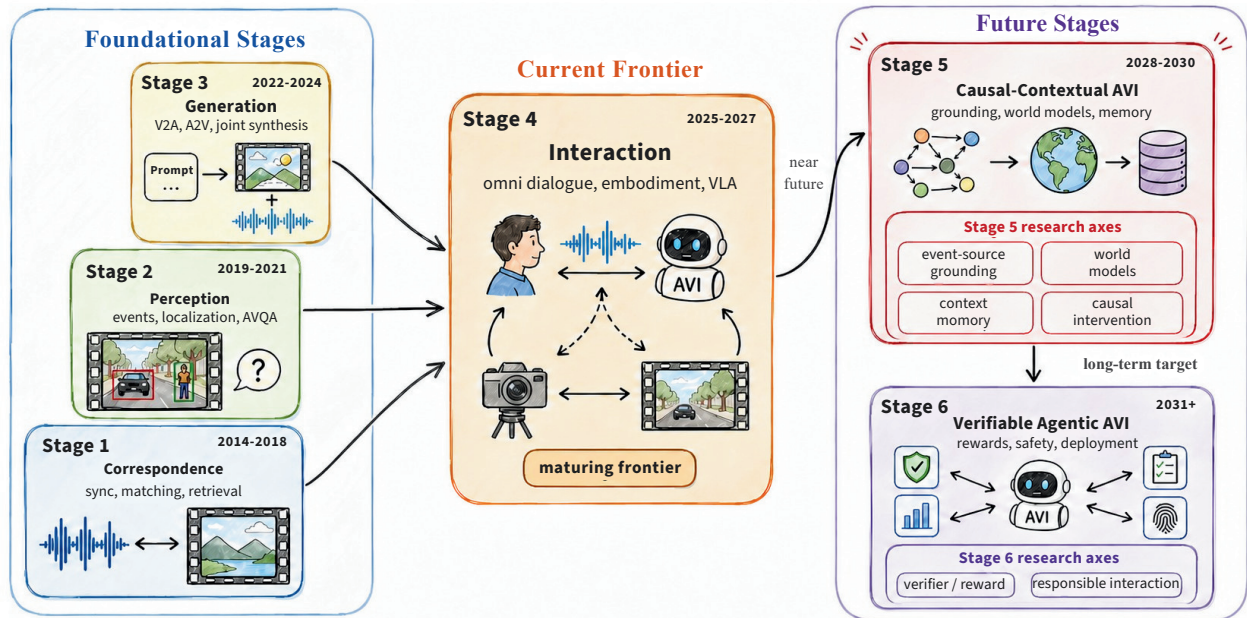 Foundational Stages
Stage 3
2022-2024
Generation
V2A, A2V, joint synthesis
Prompt
...
+
Stage 2
2019-2021
Perception
events, localization, AVQA
?
Stage 1
2014-2018
Correspondence
sync, matching, retrieval
Current Frontier
Stage 4
2025-2027
Interaction
omni dialogue, embodiment, VLA
AVI
maturing frontier
near
future
Future Stages
Stage 5
2028-2030
Causal-Contextual AVI
grounding, world models, memory
Stage 5 research axes
event-source
grounding
world
models
context
momory
causal
intervention
long-term target
Stage 6
2031+
Verifiable Agentic AVI
rewards, safety, deployment
AVI
Stage 6 research axes
verifier / reward
responsible interaction